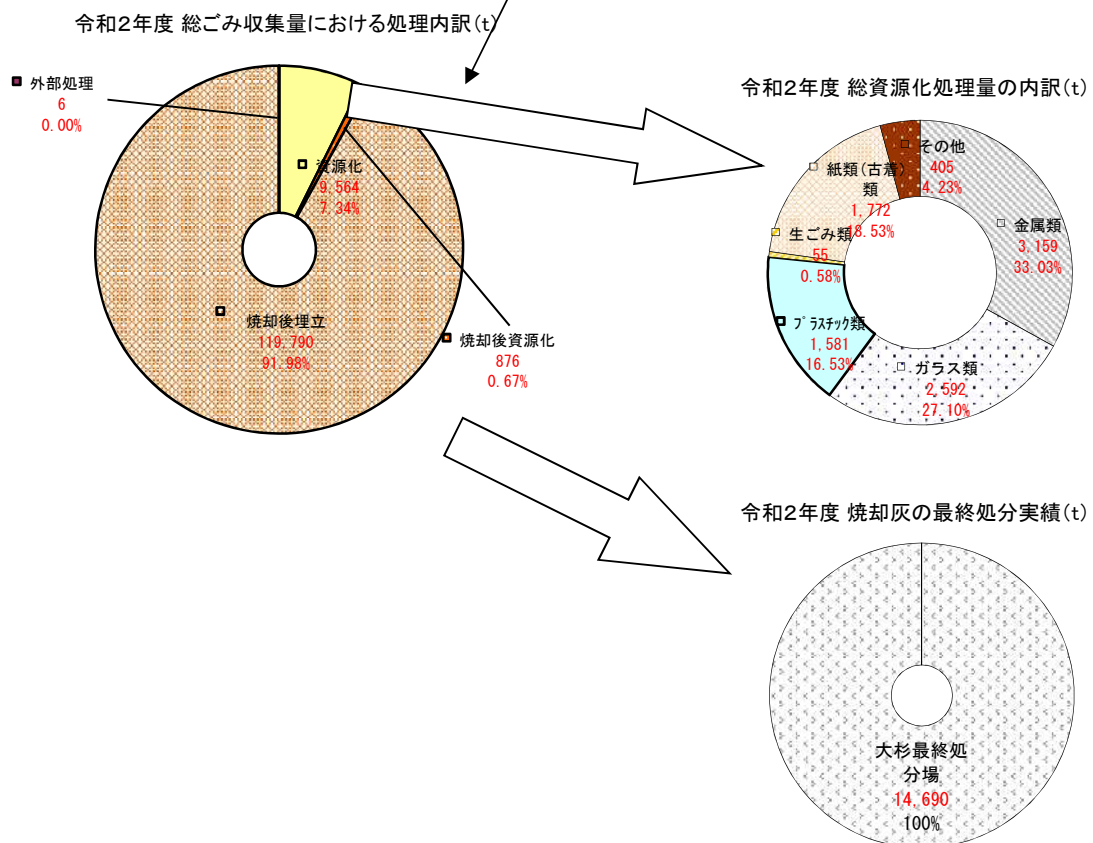 令和2年度 総ごみ収集量における処理内訳(t)
外部処理
6
0.00%
資源化
9,564
7.34%
焼却後埋立
119,790
91.98%
焼却後資源化
876
0.67%
令和2年度 総資源化処理量の内訳(t)
その他
405
4.23%
紙類(古着)
類
1,772
18.53%
金属類
3,159
33.03%
生ごみ類
55
0.58%
プラスチック類
1,581
16.53%
ガラス類
2,592
27.10%
令和2年度 焼却灰の最終処分実績(t)
大杉最終処
分場
14,690
100%